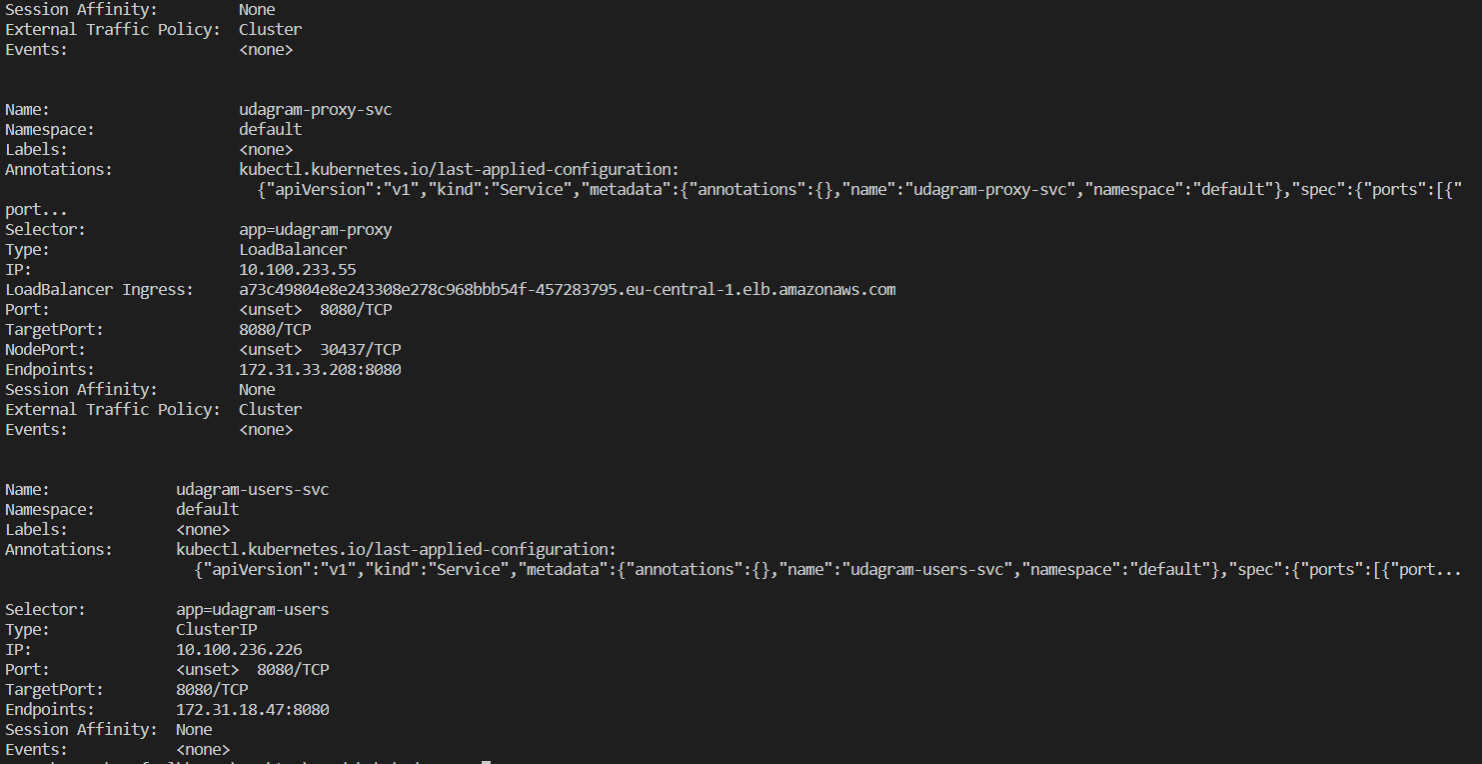 Session Affinity: None
External Traffic Policy: Cluster
Events: <none>
Name: udagram-proxy-svc
Namespace: default
Labels: <none>
Annotations: kubectl.kubernetes.io/last-applied-configuration:
{"apiVersion":"v1","kind":"Service","metadata":{"annotations":{},"name":"udagram-proxy-svc","namespace":"default"},"spec":{"ports":[{"
port...
Selector: app=udagram-proxy
Type: LoadBalancer
IP: 10.100.233.55
LoadBalancer Ingress: a73c49804e8e243308e278c968bbb54f-457283795.eu-central-1.elb.amazonaws.com
Port: <unset> 8080/TCP
TargetPort: 8080/TCP
NodePort: <unset> 30437/TCP
Endpoints: 172.31.33.208:8080
Session Affinity: None
External Traffic Policy: Cluster
Events: <none>
Name: udagram-users-svc
Namespace: default
Labels: <none>
Annotations: kubectl.kubernetes.io/last-applied-configuration:
{"apiVersion":"v1","kind":"Service","metadata":{"annotations":{},"name":"udagram-users-svc","namespace":"default"},"spec":{"ports":[{"port...
Selector: app=udagram-users
Type: ClusterIP
IP: 10.100.236.226
Port: <unset> 8080/TCP
TargetPort: 8080/TCP
Endpoints: 172.31.18.47:8080
Session Affinity: None
Events: <none>